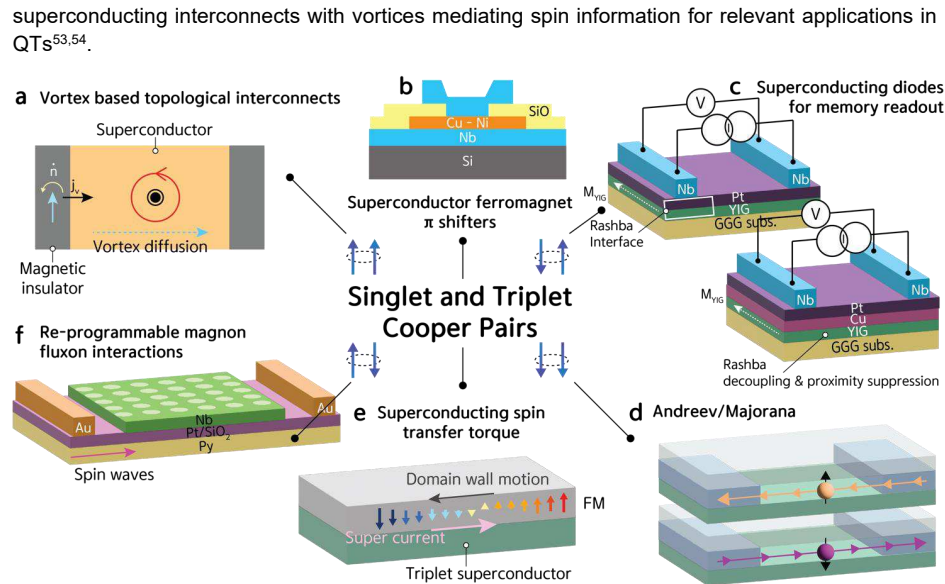 superconducting interconnects with vortices mediating spin information for relevant applications in
QTs53,54.
a Vortex based topological interconnects
Superconductor
ṅ
jv
Vortex diffusion
Magnetic
insulator
b
SiO
Cu - Ni
Nb
Si
Superconductor ferromagnet
π shifters
c Superconducting diodes
for memory readout
V
Nb
Nb
MYIG
Pt
YIG
GGG subs.
Rashba
Interface
V
Nb
Nb
MYIG
Pt
Cu
YIG
GGG subs.
Rashba
decoupling & proximity suppression
Singlet and Triplet
Cooper Pairs
f Re-programmable magnon
fluxon interactions
Au
Au
Nb
Pt/SiO2
Py
Spin waves
e Superconducting spin
transfer torque
Domain wall motion
FM
Super current
Triplet superconductor
d Andreev/Majorana